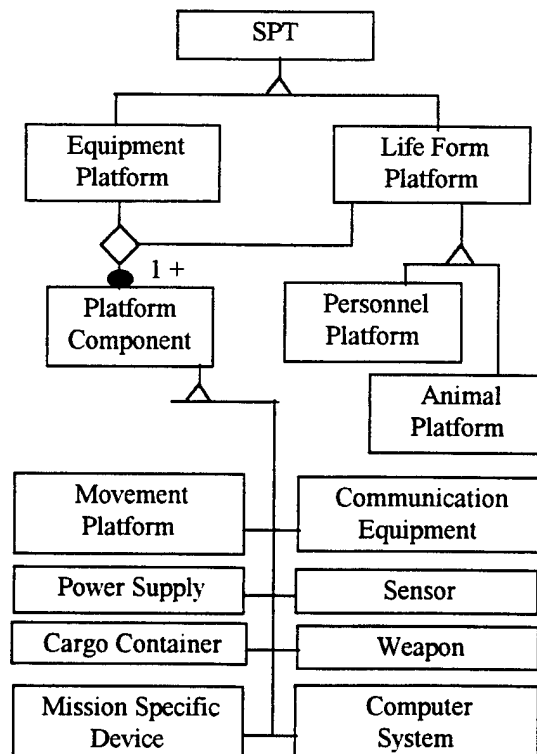 SPT
Equipment
Platform
Life Form
Platform
1 +
Platform
Component
Personnel
Platform
Animal
Platform
Movement
Platform
Communication
Equipment
Power Supply
Sensor
Cargo Container
Weapon
Mission Specific
Device
Computer
System